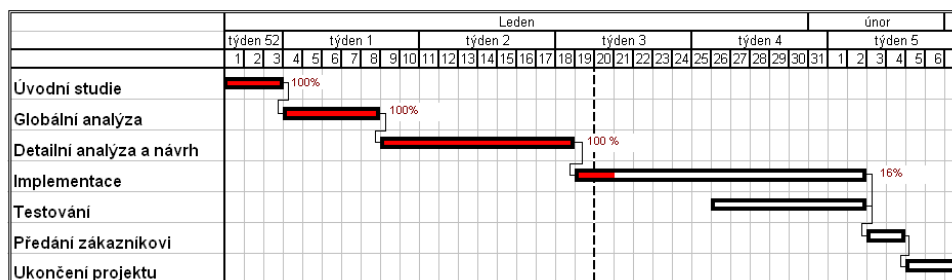 Leden únor
týden 52 týden 1 týden 2 týden 3 týden 4 týden 5
1 2 3 4 5 6 7 8 9 10 11 12 13 14 15 16 17 18 19 20 21 22 23 24 25 26 27 28 29 30 31 1 2 3 4 5 6
Úvodní studie 100%
Globální analýza 100%
Detailní analýza a návrh 100 %
Implementace 16%
Testování
Předání zákazníkovi
Ukončení projektu